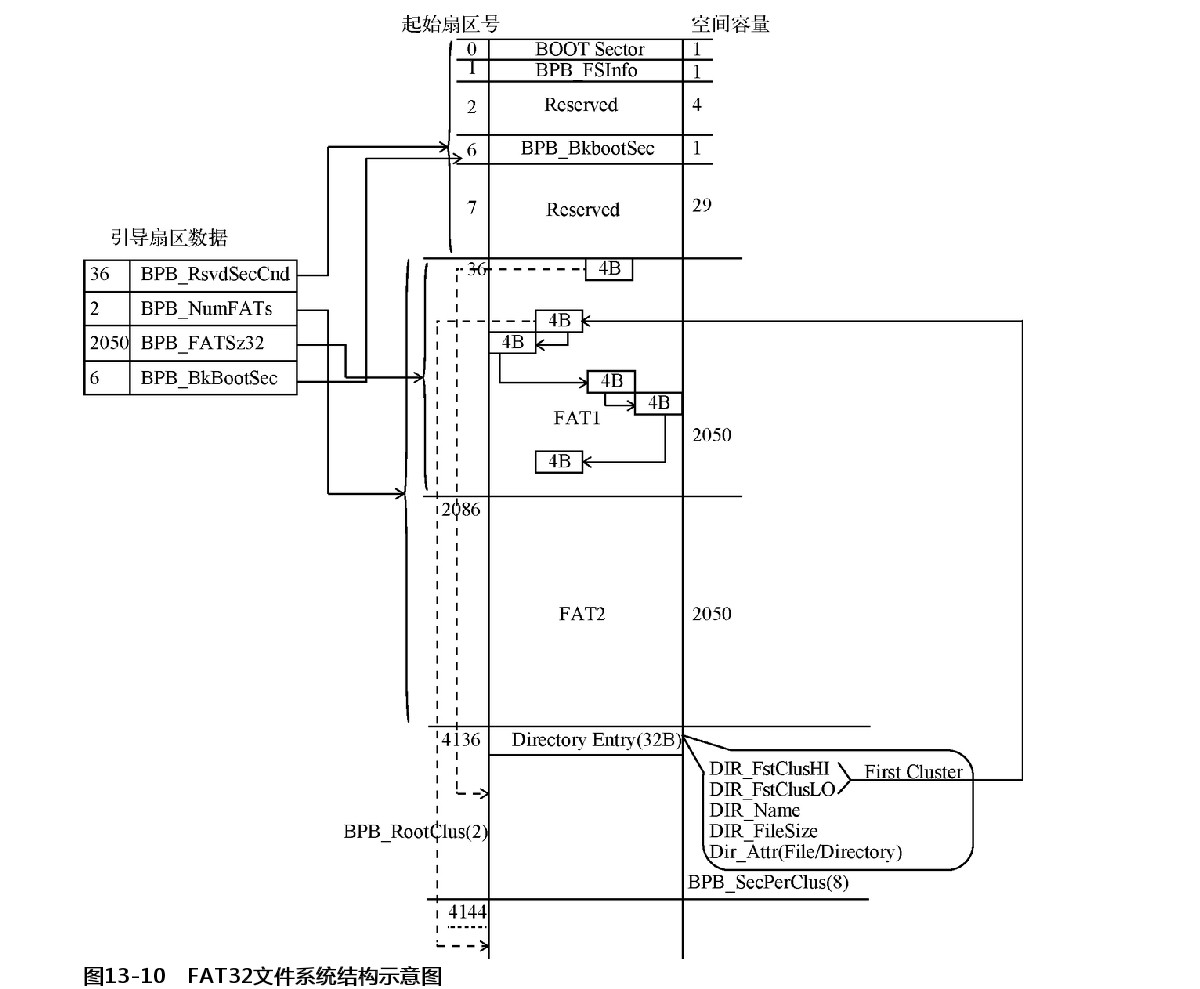 起始扇区号 空间容量
0 BOOT Sector 1
1 BPB_FSInfo 1
2 Reserved 4
6 BPB_BkbootSec 1
7 Reserved 29
引导扇区数据
36 BPB_RsvdSecCnd
2 BPB_NumFATs
2050 BPB_FATSz32
6 BPB_BkBootSec
36 4B
4B
4B
4B
4B
FAT1
2050
4B
2086
FAT2 2050
4136 Directory Entry(32B)
DIR_FstClusHI
First Cluster
DIR_FstClusLO
DIR_Name
DIR_FileSize
Dir_Attr(File/Directory)
BPB_RootClus(2)
BPB_SecPerClus(8)
4144
图13-10 FAT32文件系统结构示意图